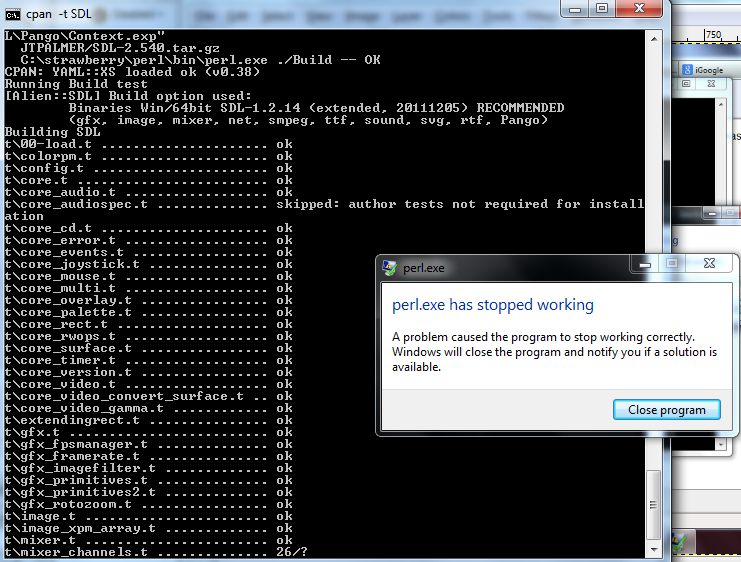 cpan -t SDL
L\Pango\Context.exp"
JTPALMER/SDL-2.540.tar.gz
C:\strawberry\perl\bin\perl.exe ./Build -- OK
CPAN: YAML::XS loaded ok (v0.38)
Running Build test
[Alien::SDL] Build option used:
Binaries Win/64bit SDL-1.2.14 (extended, 20111205) RECOMMENDED
(gfx, image, mixer, net, smpeg, ttf, sound, svg, rtf, Pango)
Building SDL
t\00-load.t ....................... ok
t\colorpm.t ....................... ok
t\config.t ........................ ok
t\core.t .......................... ok
t\core_audio.t .................... ok
t\core_audiospec.t ................ skipped: author tests not required for install
ation
t\core_cd.t ....................... ok
t\core_error.t .................... ok
t\core_events.t ................... ok
t\core_joystick.t ................. ok
t\core_mouse.t .................... ok
t\core_multi.t .................... ok
t\core_overlay.t .................. ok
t\core_palette.t .................. ok
t\core_rect.t ..................... ok
t\core_rwops.t .................... ok
t\core_surface.t .................. ok
t\core_timer.t .................... ok
t\core_version.t .................. ok
t\core_video.t .................... ok
t\core_video_convert_surface.t .... ok
t\core_video_gamma.t .............. ok
t\extendingrect.t ................. ok
t\gfx.t ........................... ok
t\gfx_fpsmanager.t ................ ok
t\gfx_framerate.t ................. ok
t\gfx_imagefilter.t ............... ok
t\gfx_primitives.t ................ ok
t\gfx_primitives2.t ............... ok
t\gfx_rotozoom.t .................. ok
t\image.t ......................... ok
t\image_xpm_array.t ............... ok
t\mixer.t ......................... ok
t\mixer_channels.t ................ 26/?
750
iGoogle
perl.exe
perl.exe has stopped working
A problem caused the program to stop working correctly.
Windows will close the program and notify you if a solution is
available.
Close program